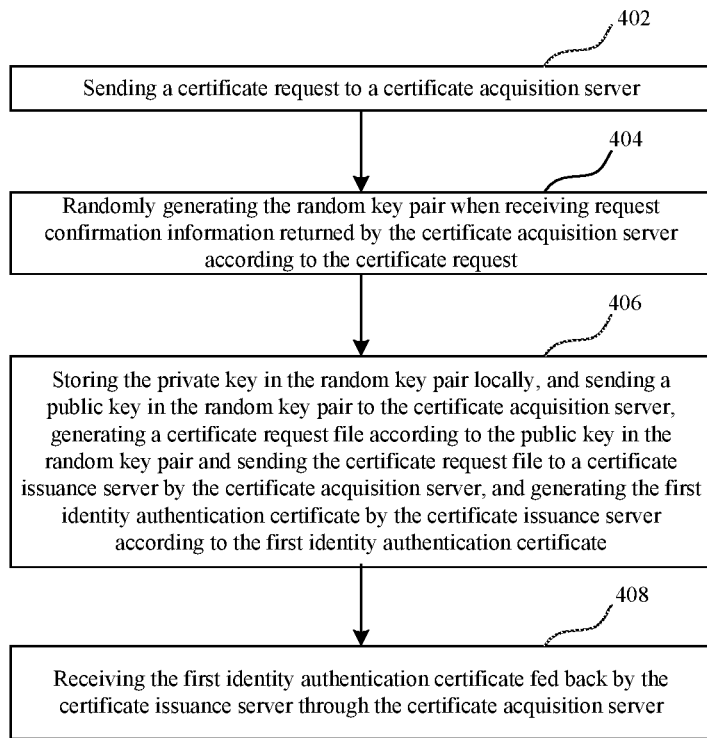 402
Sending a certificate request to a certificate acquisition server
404
Randomly generating the random key pair when receiving request
confirmation information returned by the certificate acquisition server
according to the certificate request
406
Storing the private key in the random key pair locally, and sending a
public key in the random key pair to the certificate acquisition server,
generating a certificate request file according to the public key in the
random key pair and sending the certificate request file to a certificate
issuance server by the certificate acquisition server, and generating the first
identity authentication certificate by the certificate issuance server
according to the first identity authentication certificate
408
Receiving the first identity authentication certificate fed back by the
certificate issuance server through the certificate acquisition server